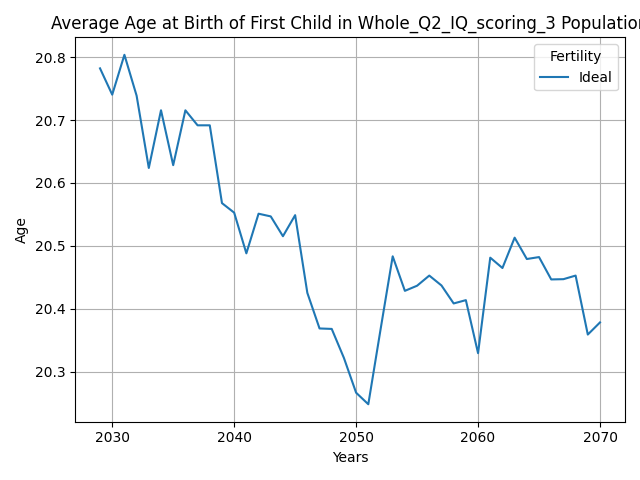 Average Age at Birth of First Child in Whole_Q2_IQ_scoring_3 Population
Fertility
Ideal
Age
20.8
20.7
20.6
20.5
20.4
20.3
2030 2040 2050 2060 2070
Years